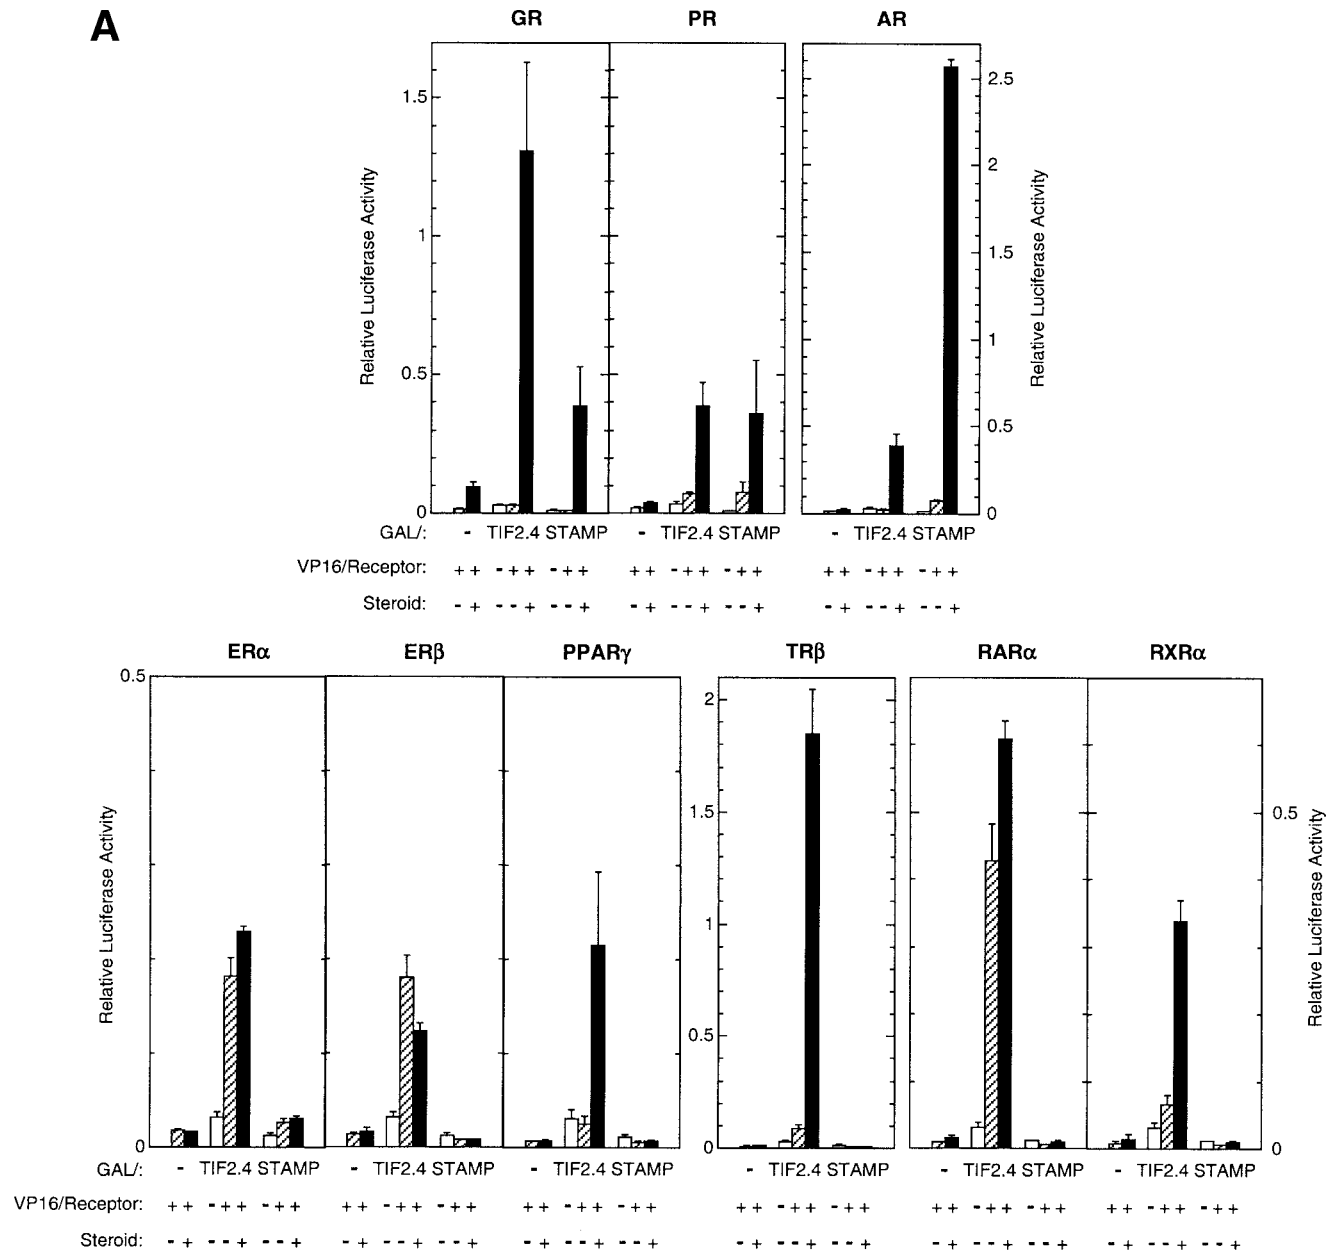 A
GR PR AR
1.5
1
0.5
0
2.5
2
1.5
1
0.5
0
Relative Luciferase Activity
Relative Luciferase Activity
GAL/: - TIF2.4 STAMP - TIF2.4 STAMP - TIF2.4 STAMP
VP16/Receptor: + + - + + - + + + + - + + - + + + + - + + - + +
Steroid: - + - - + - - + - + - - + - - + - + - - + - - +
ERα ERβ PPARγ TRβ RARα RXRα
0.5
0
2
1.5
1
0.5
0
0.5
0
Relative Luciferase Activity
Relative Luciferase Activity
GAL/: - TIF2.4 STAMP - TIF2.4 STAMP - TIF2.4 STAMP - TIF2.4 STAMP - TIF2.4 STAMP - TIF2.4 STAMP
VP16/Receptor: + + - + + - + + + + - + + - + + + + - + + - + + + + - + + - + + + + - + + - + + + + - + + - + +
Steroid: - + - - + - - + - + - - + - - + - + - - + - - + - + - - + - - + - + - - + - - + - + - - + - - +